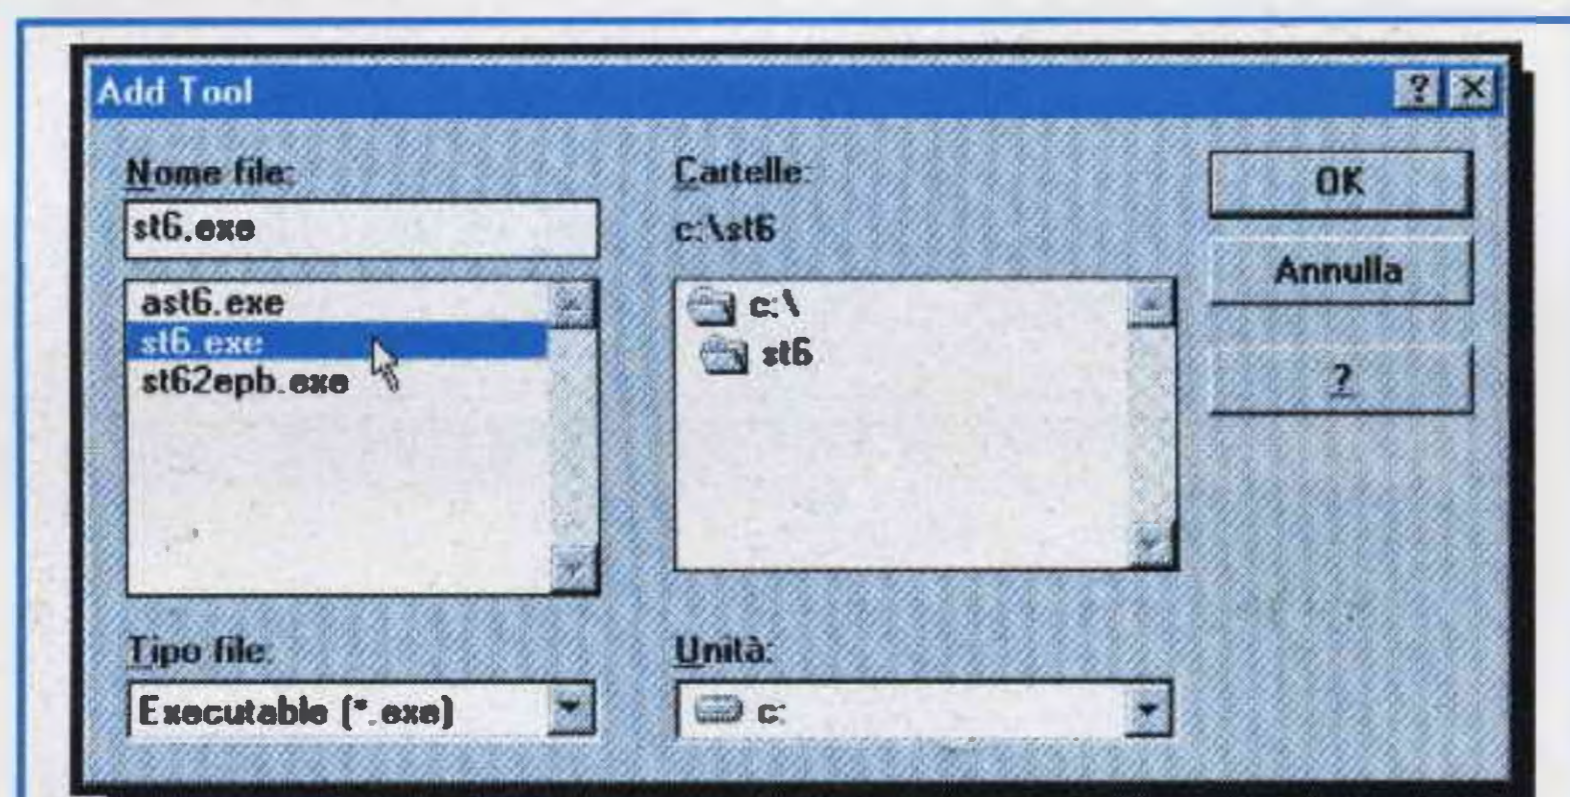 Add Tool
Nome file:
st6.exe
ast6.exe
st6.exe
st62epb.exe
Tipo file:
Executable (*.exe)
Cartelle:
c:\st6
c:\
st6
Unità:
c:
OK
Annulla
?